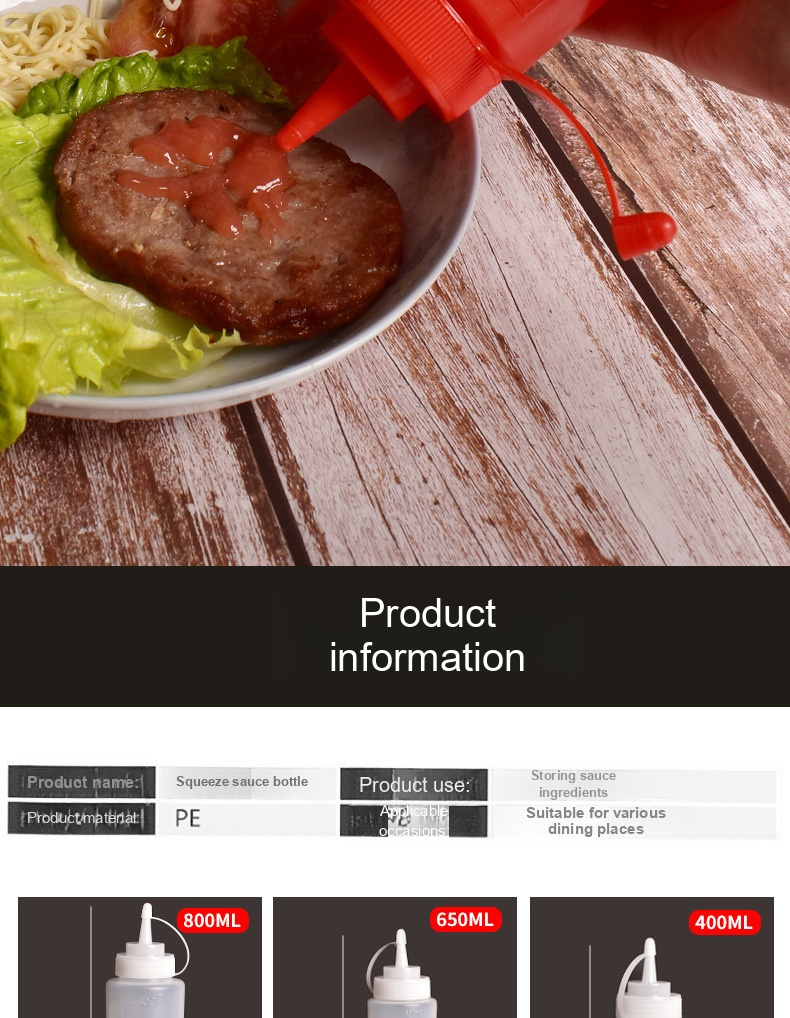 Product
information
Product name:
Squeeze sauce bottle
Product use:
Storing sauce
ingredients
Product material:
PE
Applicable
occasions:
Suitable for various
dining places
800ML
650ML
400ML